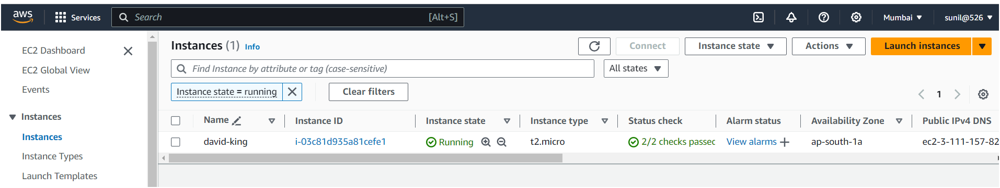 aws Services Search [Alt+S] Mumbai sunil@526
EC2 Dashboard
EC2 Global View
Events
Instances
Instances
Instance Types
Launch Templates
Instances (1) Info Connect Instance state Actions Launch instances
Find Instance by attribute or tag (case-sensitive) All states
Instance state = running Clear filters
1
Name Instance ID Instance state Instance type Status check Alarm status Availability Zone Public IPv4 DNS
david-king i-03c81d935a81cefe1 Running t2.micro 2/2 checks passec View alarms ap-south-1a ec2-3-111-157-82